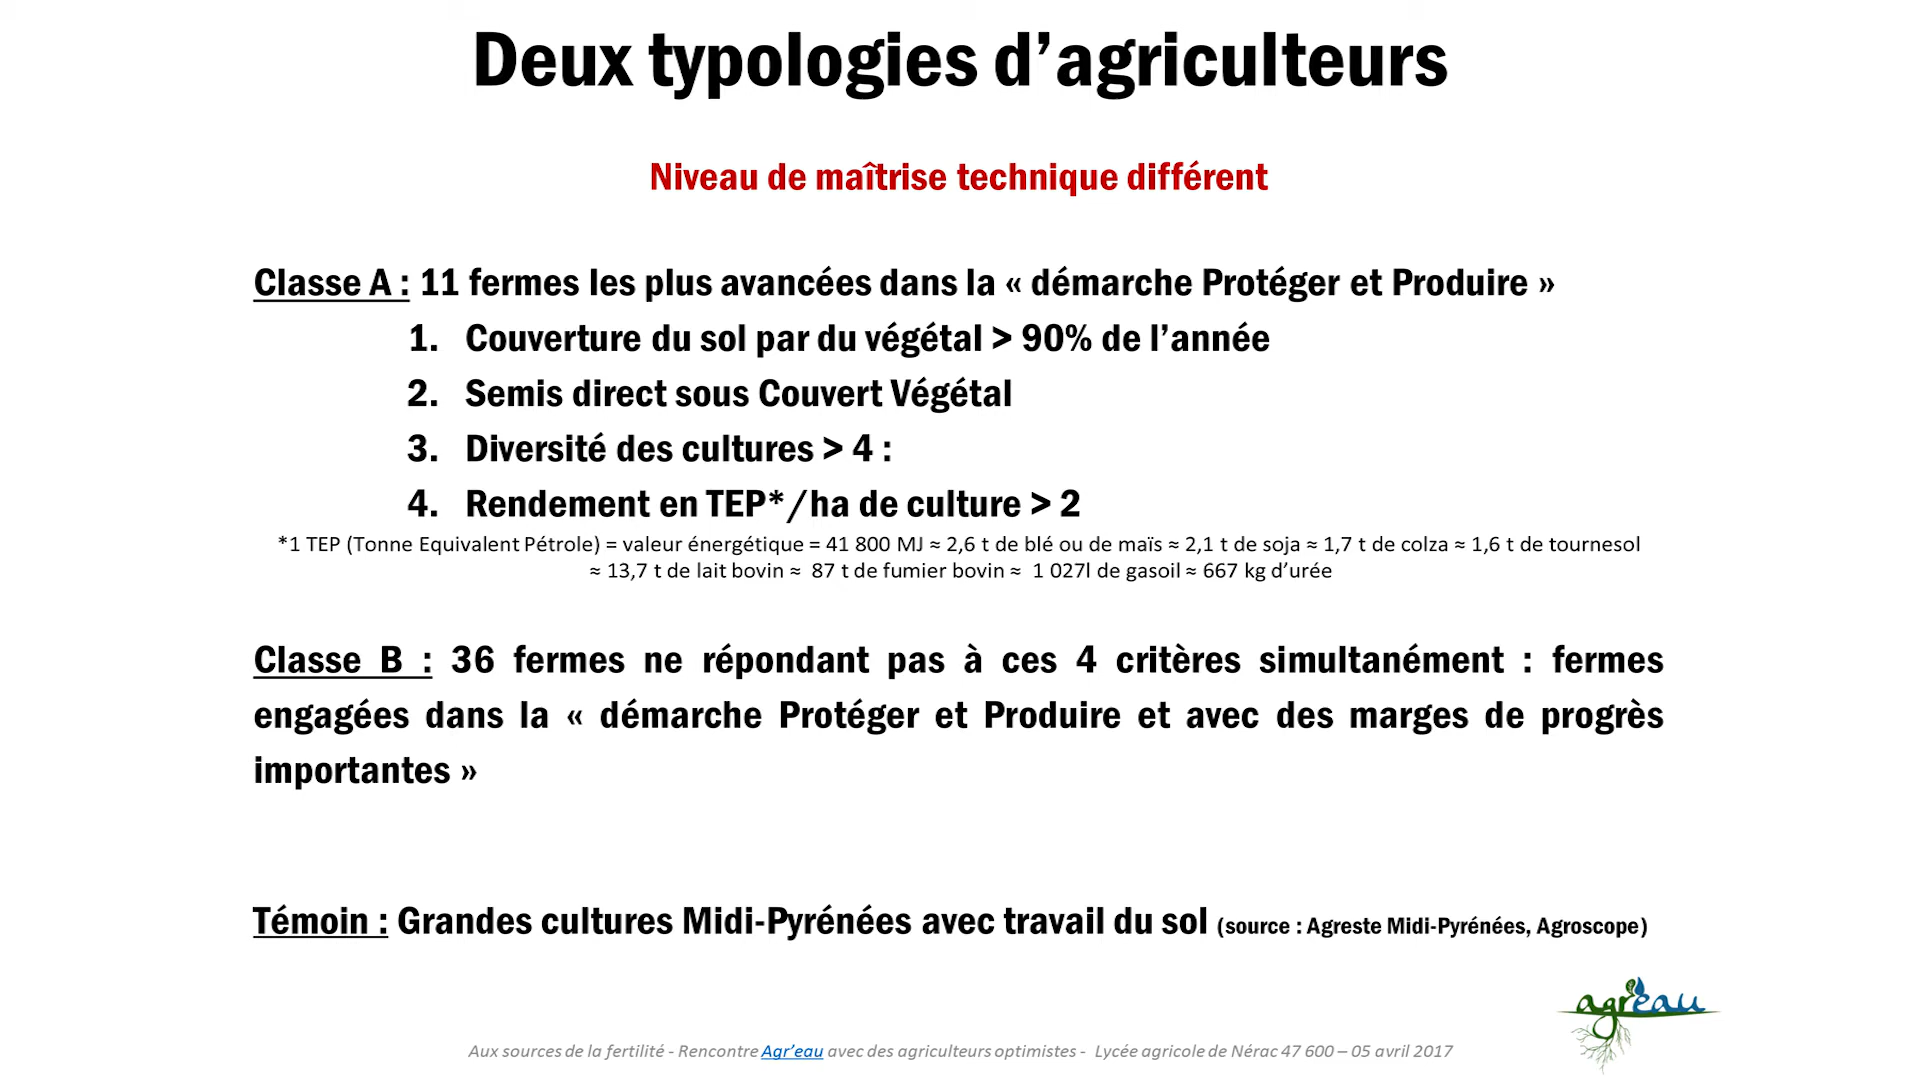 Deux typologies d’agriculteurs
Niveau de maîtrise technique différent
Classe A : 11 fermes les plus avancées dans la « démarche Protéger et Produire »
1. Couverture du sol par du végétal > 90% de l’année
2. Semis direct sous Couvert Végétal
3. Diversité des cultures > 4 :
4. Rendement en TEP*/ha de culture > 2
*1 TEP (Tonne Equivalent Pétrole) = valeur énergétique = 41 800 MJ ≈ 2,6 t de blé ou de maïs ≈ 2,1 t de soja ≈ 1,7 t de colza ≈ 1,6 t de tournesol
≈ 13,7 t de lait bovin ≈ 87 t de fumier bovin ≈ 1 027l de gasoil ≈ 667 kg d’urée
Classe B : 36 fermes ne répondant pas à ces 4 critères simultanément : fermes
engagées dans la « démarche Protéger et Produire et avec des marges de progrès
importantes »
Témoin : Grandes cultures Midi-Pyrénées avec travail du sol (source : Agreste Midi-Pyrénées, Agroscope)
agr'eau
Aux sources de la fertilité - Rencontre Agr’eau avec des agriculteurs optimistes - Lycée agricole de Nérac 47 600 – 05 avril 2017